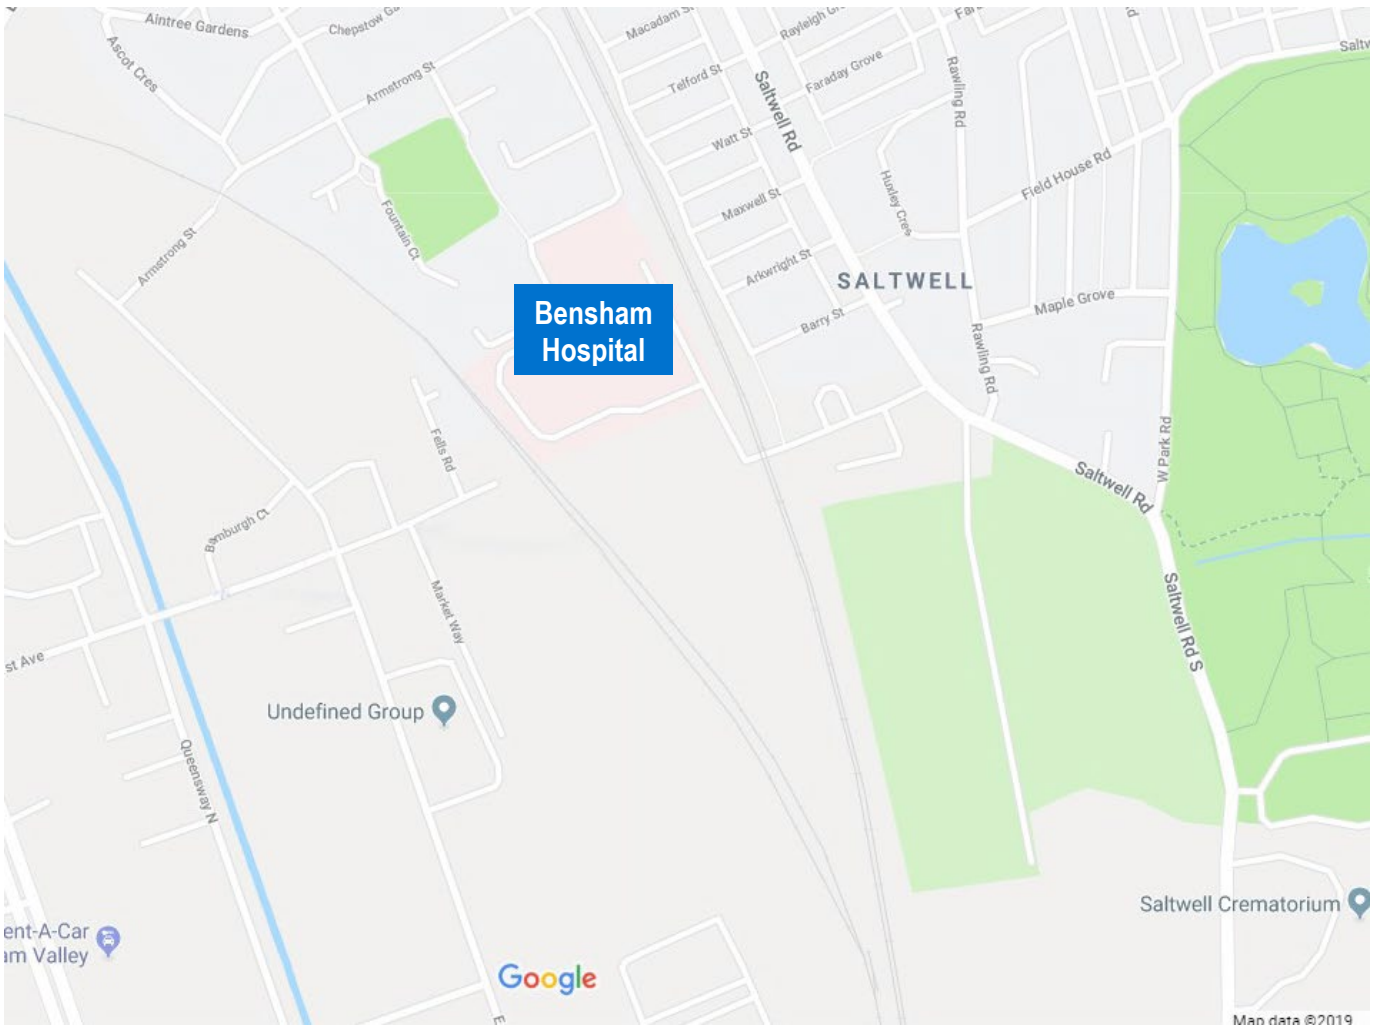 Aintree Gardens
Chepstow Ga
Macadam St
Rayleigh Gro
Ascot Cres
Armstrong St
Telford St
Saltwell Rd
Faraday Grove
Rawling Rd
Saltw
Watt St
Field House Rd
Huxley Cres
Maxwell St
Fountain Ct
Armstrong St
Arkwright St
SALTWELL
Maple Grove
Bensham
Hospital
Barry St
Rawling Rd
Fells Rd
W Park Rd
Saltwell Rd
Bamburgh Ct
Market Way
Saltwell Rd S
st Ave
Undefined Group
Queensway N
Saltwell Crematorium
ent-A-Car
am Valley
Google
Map data ©2019